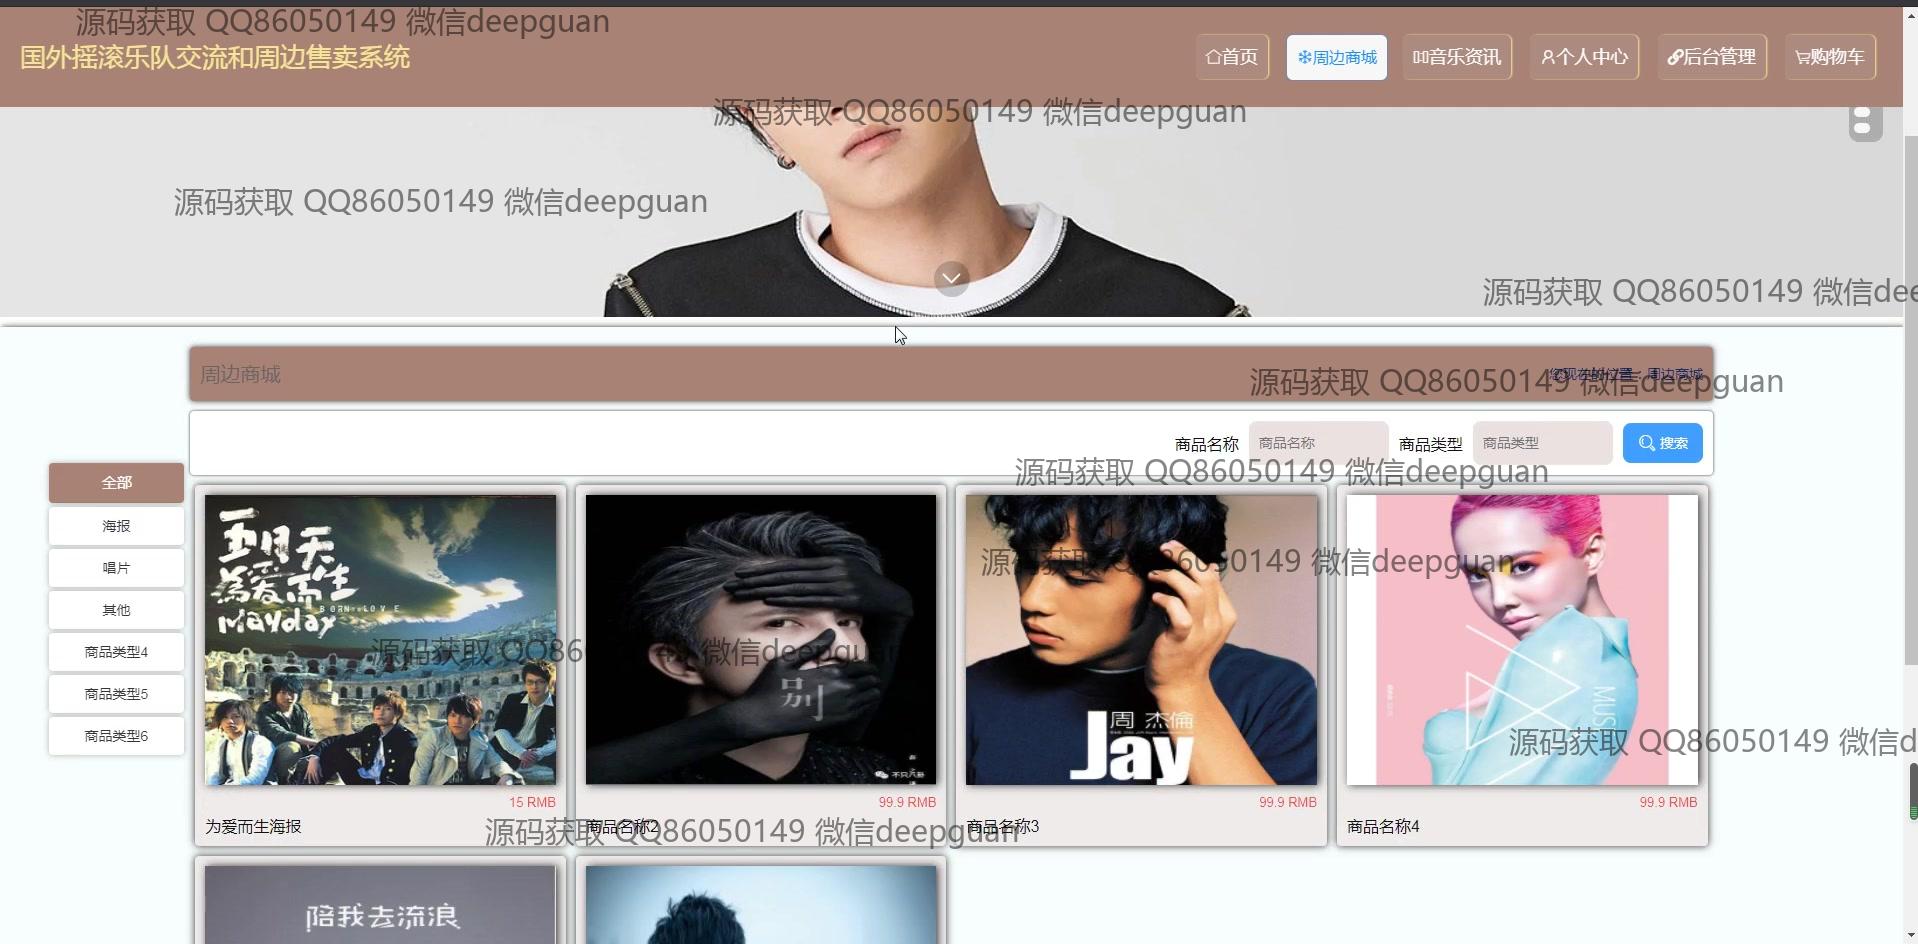 源码获取 QQ86050149 微信deepguan
国外摇滚乐队交流和周边售卖系统
首页
周边商城
音乐资讯
个人中心
后台管理
购物车
源码获取 QQ86050149 微信deepguan
源码获取 QQ86050149 微信deepguan
源码获取 QQ86050149 微信dee
周边商城
您现在的位置：周边商城
源码获取 QQ86050149 微信deepguan
商品名称
商品名称
商品类型
商品类型
搜索
源码获取 QQ86050149 微信deepguan
全部
海报
唱片
其他
商品类型4
商品类型5
商品类型6
五月天
為爱而生
BORN TO LOVE
Mayday
15 RMB
为爱而生海报
别
不只八卦
99.9 RMB
商品名称2
源码获取 QQ86050149 微信deepguan
周杰倫
Jay
99.9 RMB
商品名称3
源码获取 QQ86050149 微信deepguan
MUSE
99.9 RMB
商品名称4
源码获取 QQ86050149 微信d
源码获取 QQ86050149 微信deepguan
陪我去流浪